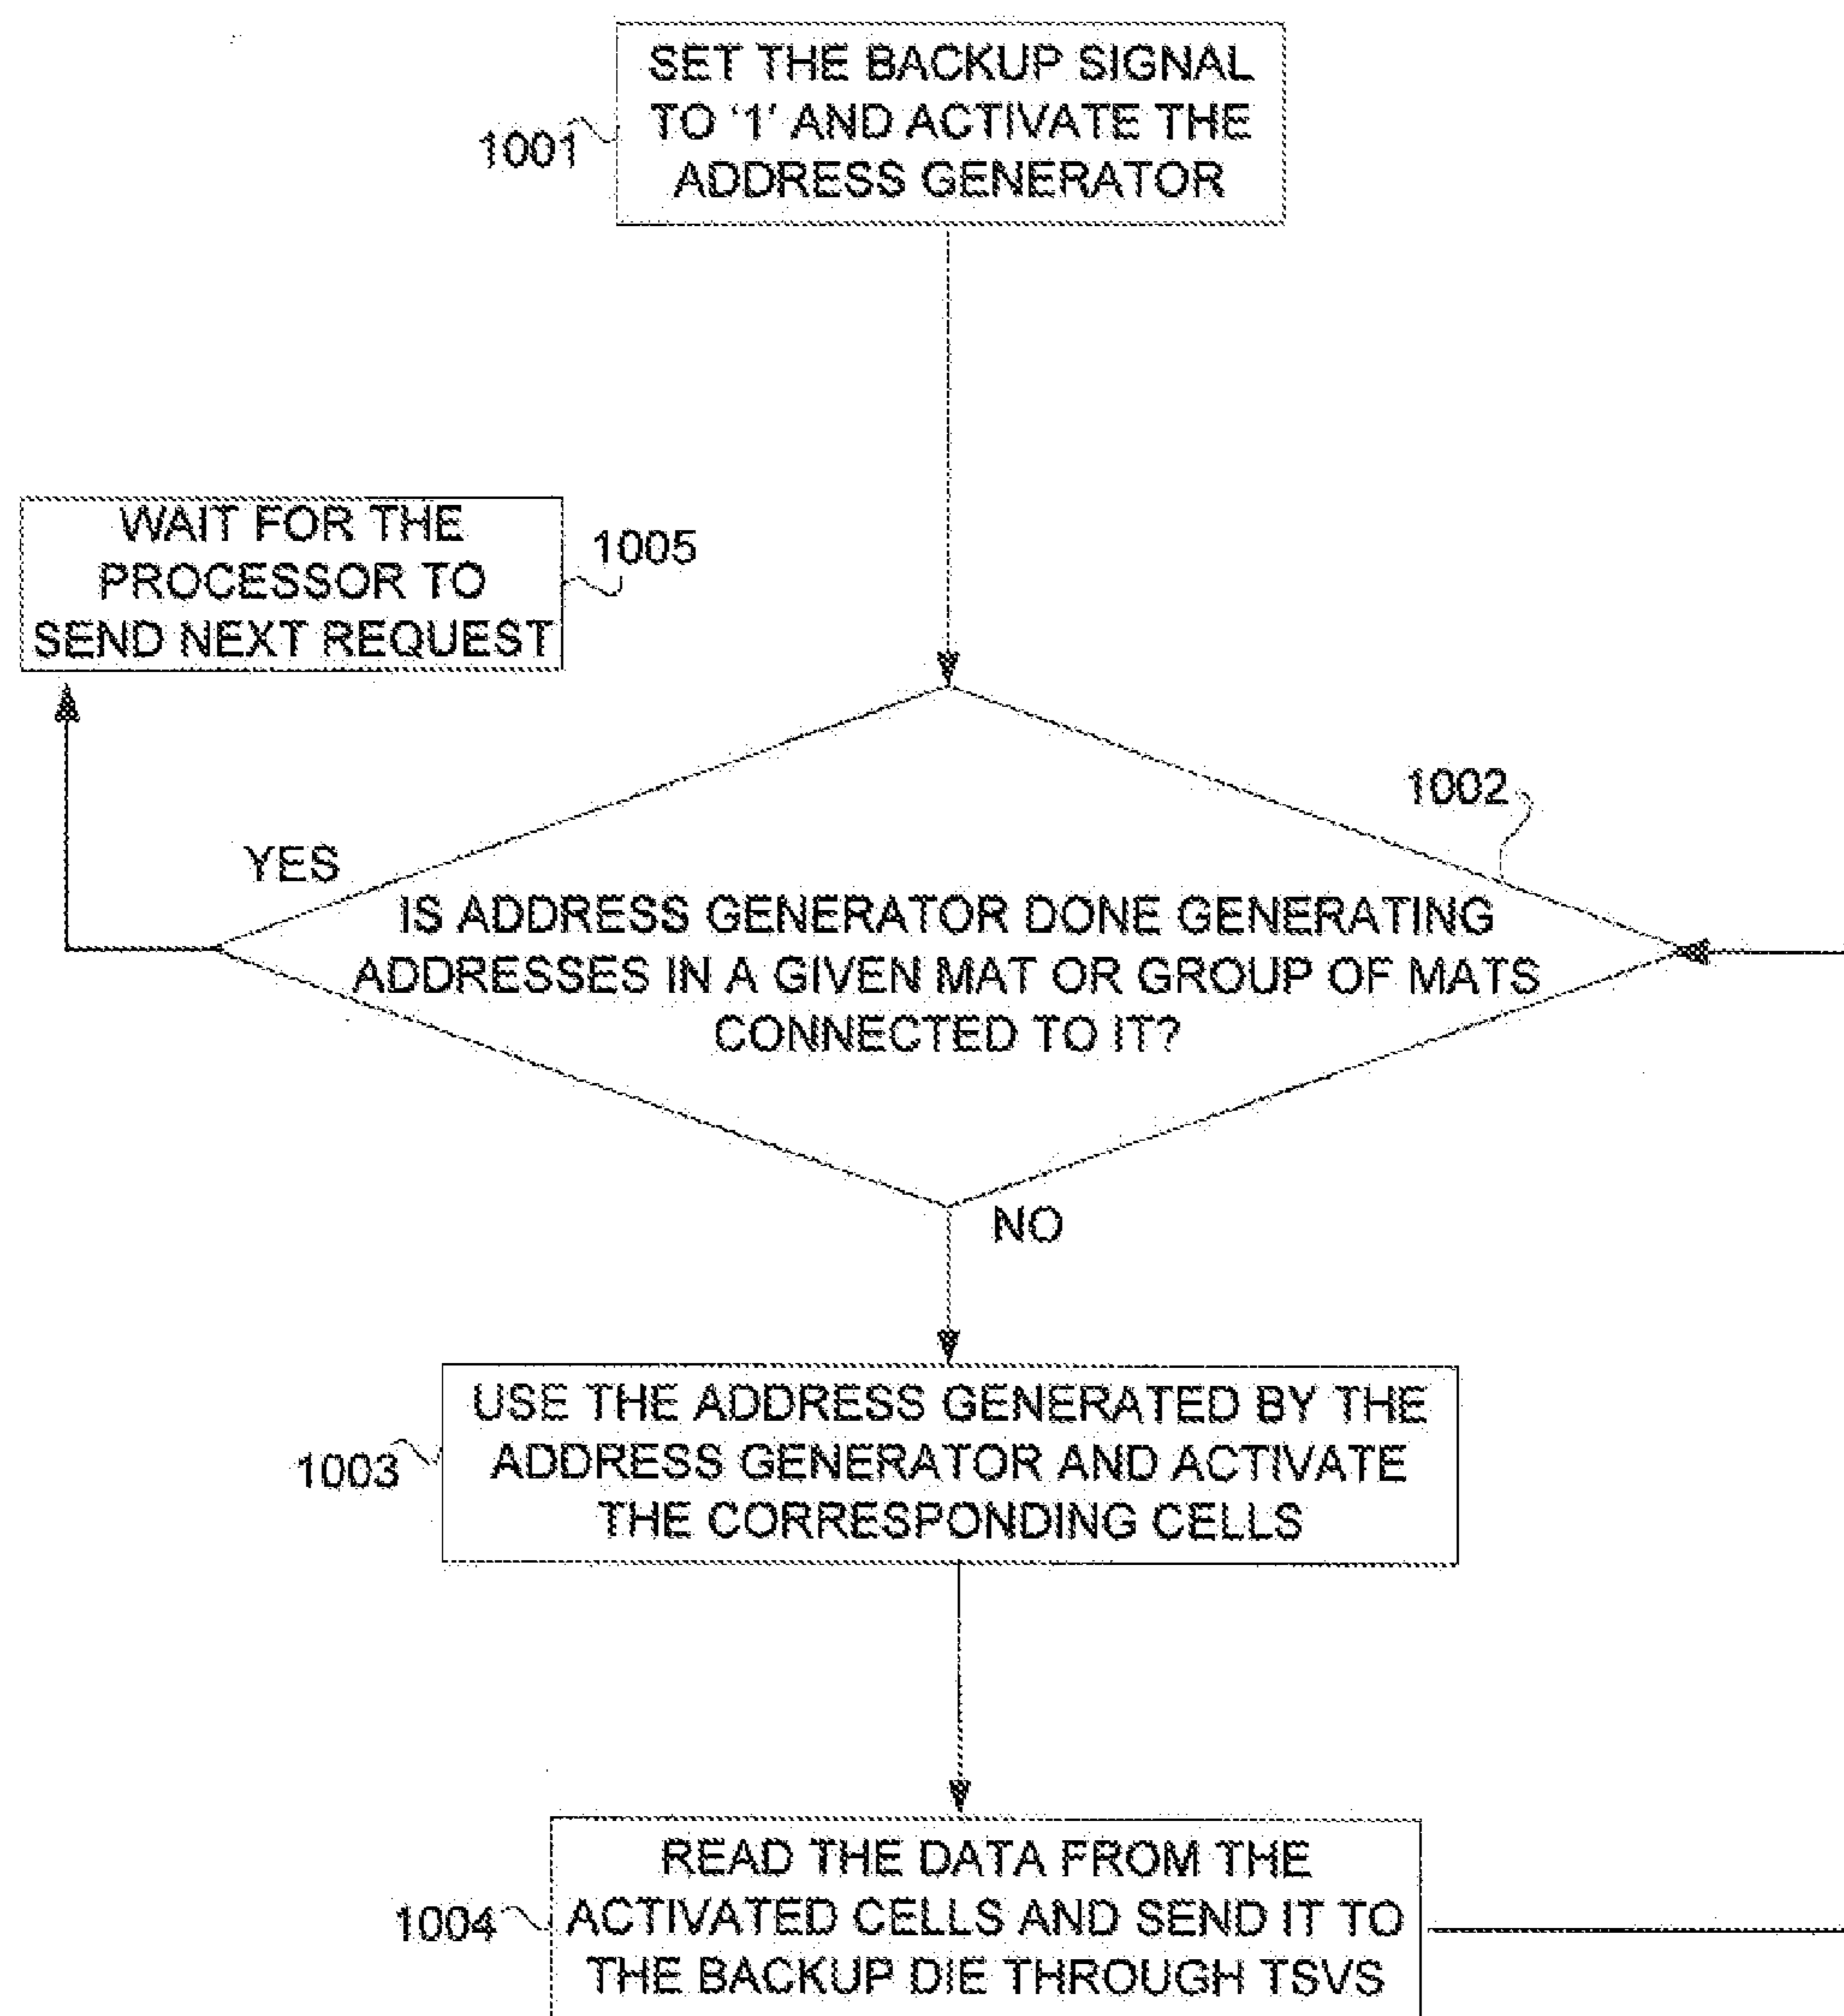 SET THE BACKUP SIGNAL
TO ‘1’ AND ACTIVATE THE
ADDRESS GENERATOR
1001
WAIT FOR THE
PROCESSOR TO
SEND NEXT REQUEST
1005
1002
YES
IS ADDRESS GENERATOR DONE GENERATING
ADDRESSES IN A GIVEN MAT OR GROUP OF MATS
CONNECTED TO IT?
NO
USE THE ADDRESS GENERATED BY THE
ADDRESS GENERATOR AND ACTIVATE
THE CORRESPONDING CELLS
1003
READ THE DATA FROM THE
ACTIVATED CELLS AND SEND IT TO
THE BACKUP DIE THROUGH TSVS
1004